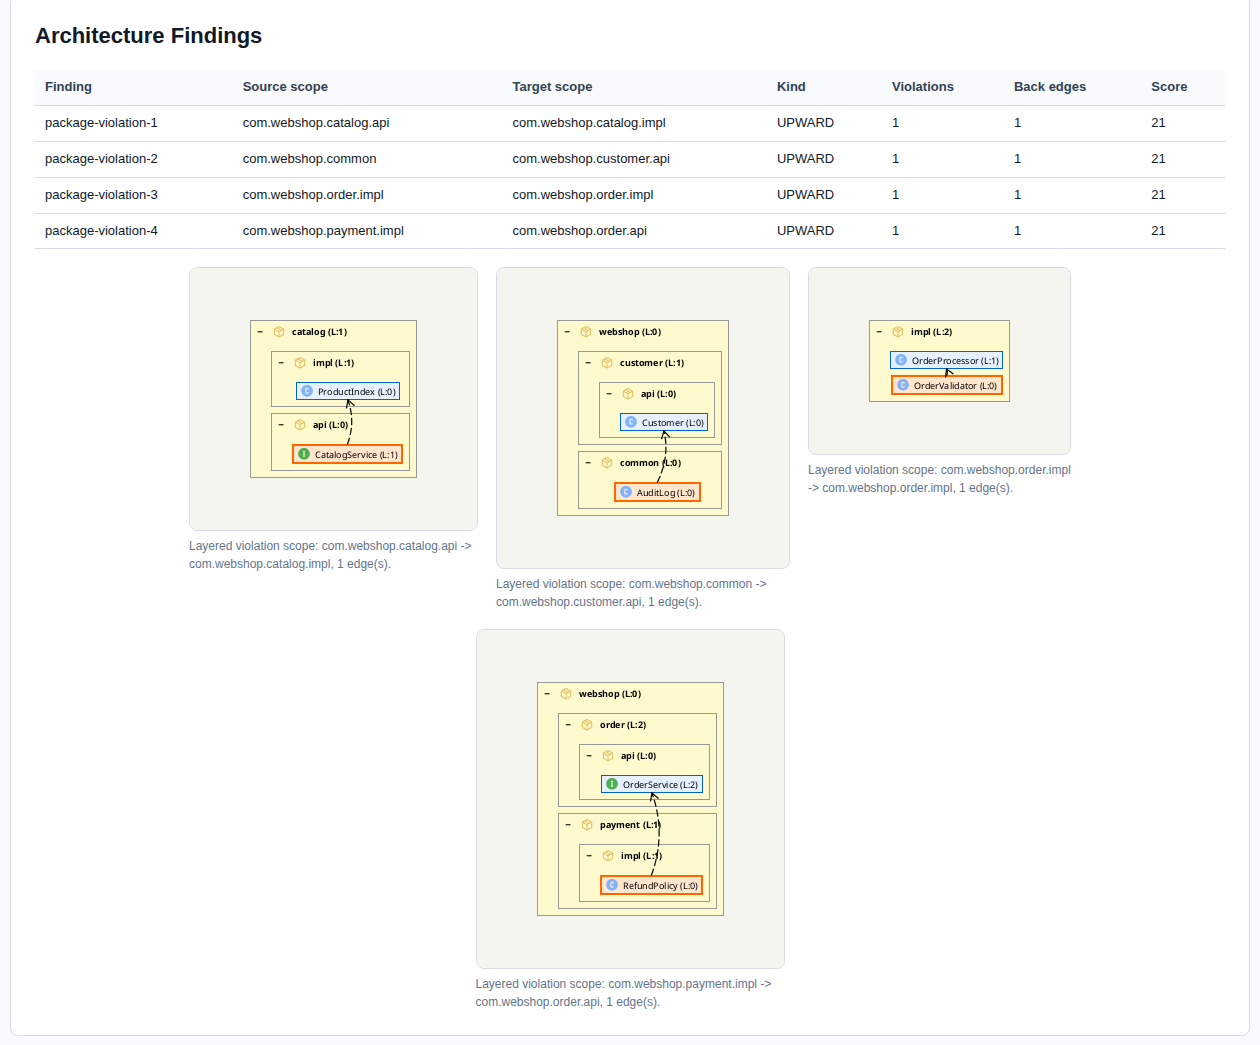 Architecture Findings
Finding Source scope Target scope Kind Violations Back edges Score
package-violation-1 com.webshop.catalog.api com.webshop.catalog.impl UPWARD 1 1 21
package-violation-2 com.webshop.common com.webshop.customer.api UPWARD 1 1 21
package-violation-3 com.webshop.order.impl com.webshop.order.impl UPWARD 1 1 21
package-violation-4 com.webshop.payment.impl com.webshop.order.api UPWARD 1 1 21
− catalog (L:1)
− impl (L:1)
C ProductIndex (L:0)
− api (L:0)
I CatalogService (L:1)
Layered violation scope: com.webshop.catalog.api ->
com.webshop.catalog.impl, 1 edge(s).
− webshop (L:0)
− customer (L:1)
− api (L:0)
C Customer (L:0)
− common (L:0)
C AuditLog (L:0)
Layered violation scope: com.webshop.common ->
com.webshop.customer.api, 1 edge(s).
− impl (L:2)
C OrderProcessor (L:1)
C OrderValidator (L:0)
Layered violation scope: com.webshop.order.impl
-> com.webshop.order.impl, 1 edge(s).
− webshop (L:0)
− order (L:2)
− api (L:0)
I OrderService (L:2)
− payment (L:1)
− impl (L:1)
C RefundPolicy (L:0)
Layered violation scope: com.webshop.payment.impl ->
com.webshop.order.api, 1 edge(s).